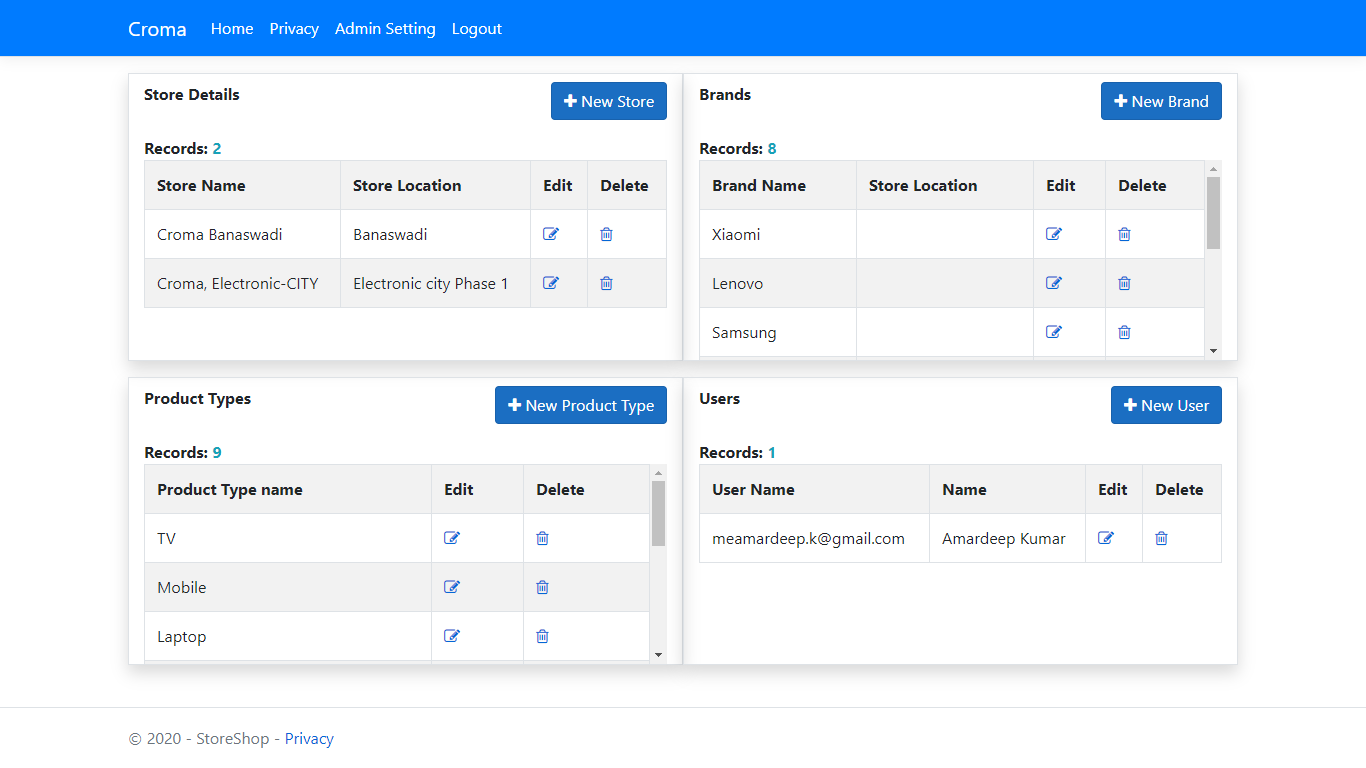 Croma Home Privacy Admin Setting Logout
Store Details
New Store
Records: 2
Store Name Store Location Edit Delete
Croma Banaswadi Banaswadi
Croma, Electronic-CITY Electronic city Phase 1
Brands
New Brand
Records: 8
Brand Name Store Location Edit Delete
Xiaomi
Lenovo
Samsung
Product Types
New Product Type
Records: 9
Product Type name Edit Delete
TV
Mobile
Laptop
Users
New User
Records: 1
User Name Name Edit Delete
meamardeep.k@gmail.com Amardeep Kumar
© 2020 - StoreShop - Privacy